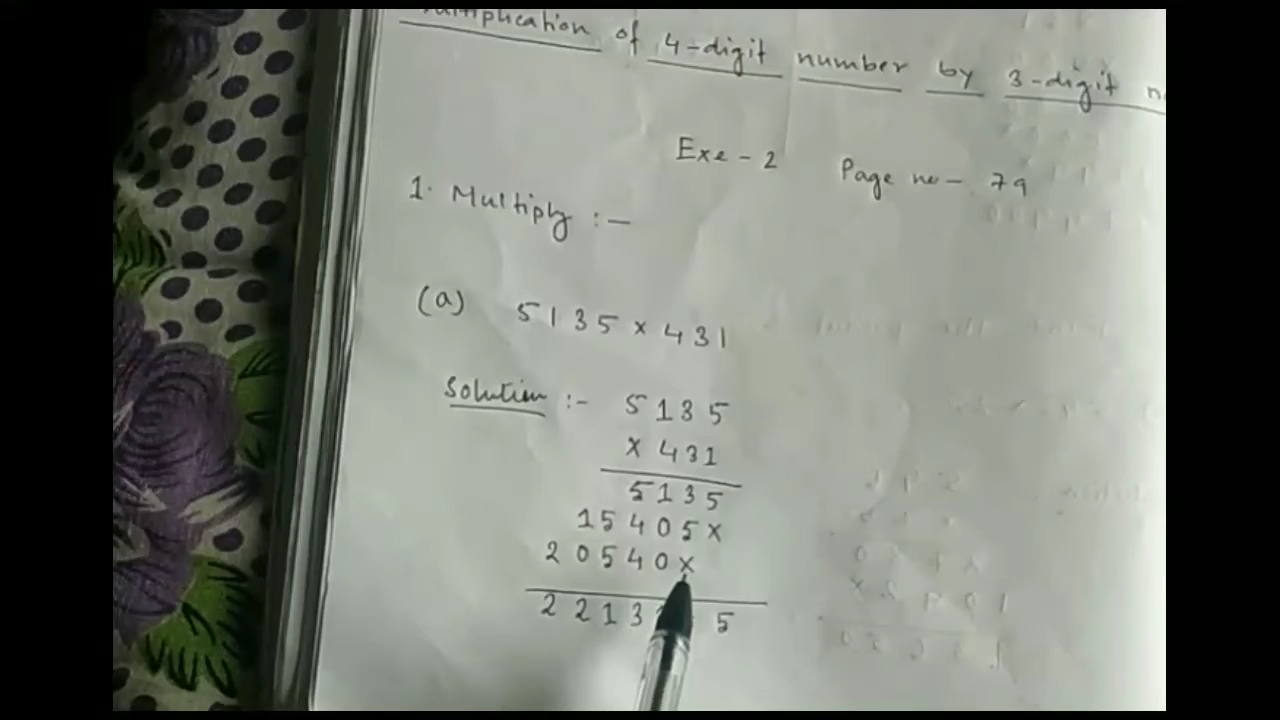 of 4-digit number by 3-digit
Exe - 2 Page no - 79
1. Multiply :-
(a) 5135 x 431
Solution :- 5135
x 431
5135
15405x
20540x
2213 5